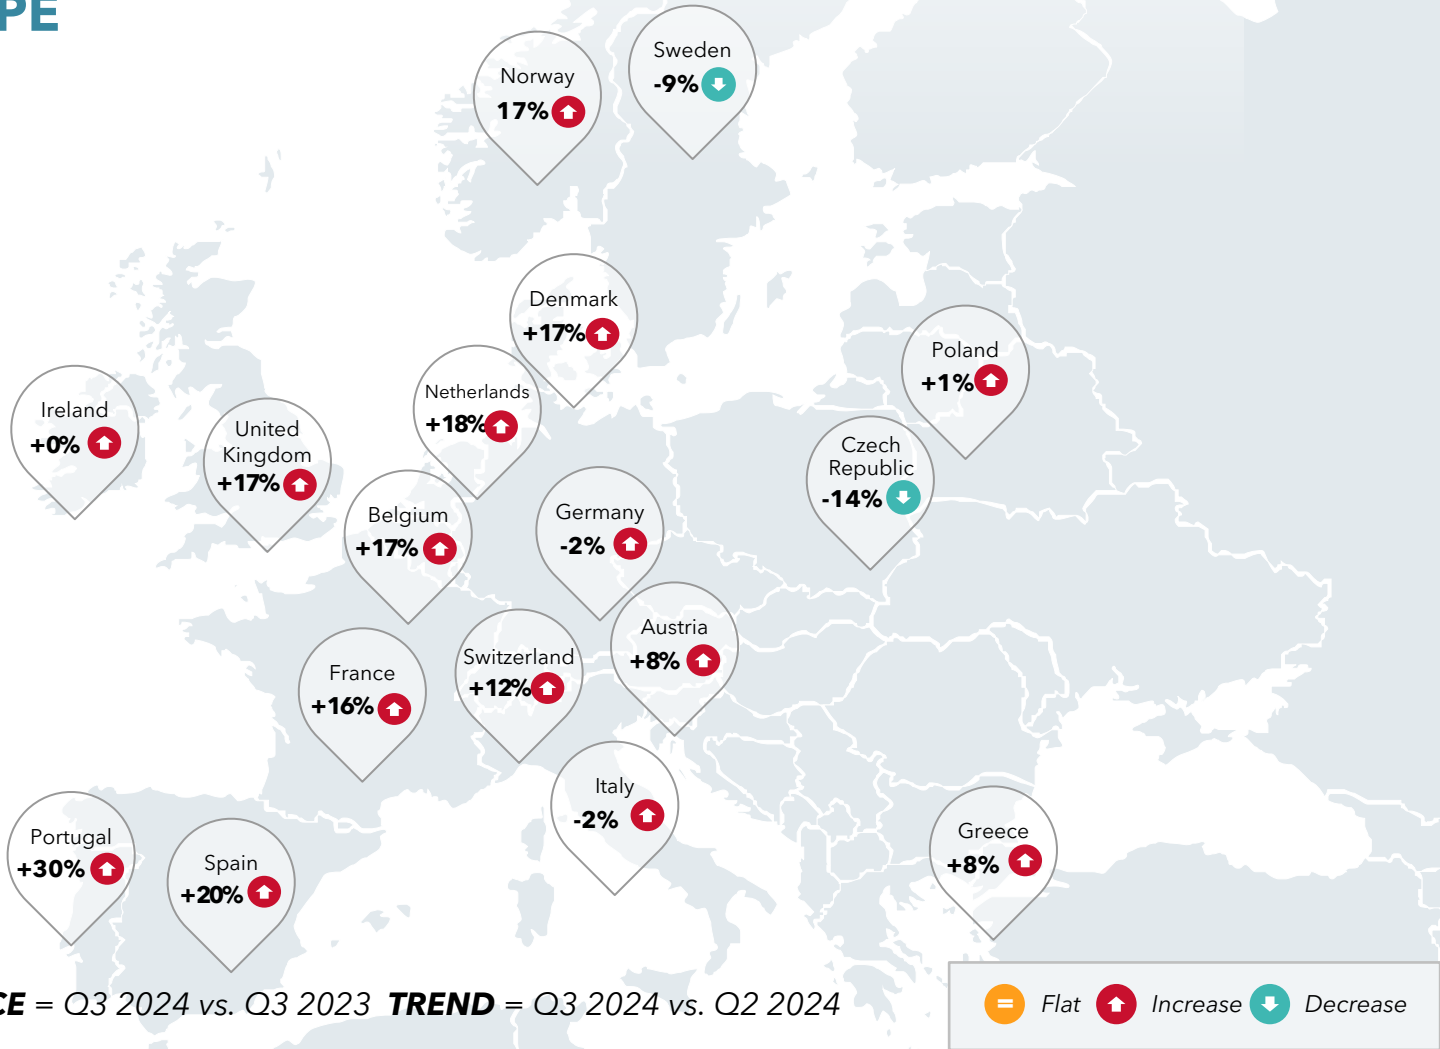 PE
Sweden
-9%
Norway
17%
Denmark
+17%
Poland
+1%
Netherlands
+18%
Ireland
+0%
United
Kingdom
+17%
Czech
Republic
-14%
Belgium
+17%
Germany
-2%
Austria
+8%
Switzerland
+12%
France
+16%
Italy
-2%
Portugal
+30%
Spain
+20%
Greece
+8%
CE = Q3 2024 vs. Q3 2023 TREND = Q3 2024 vs. Q2 2024
= Flat Increase Decrease